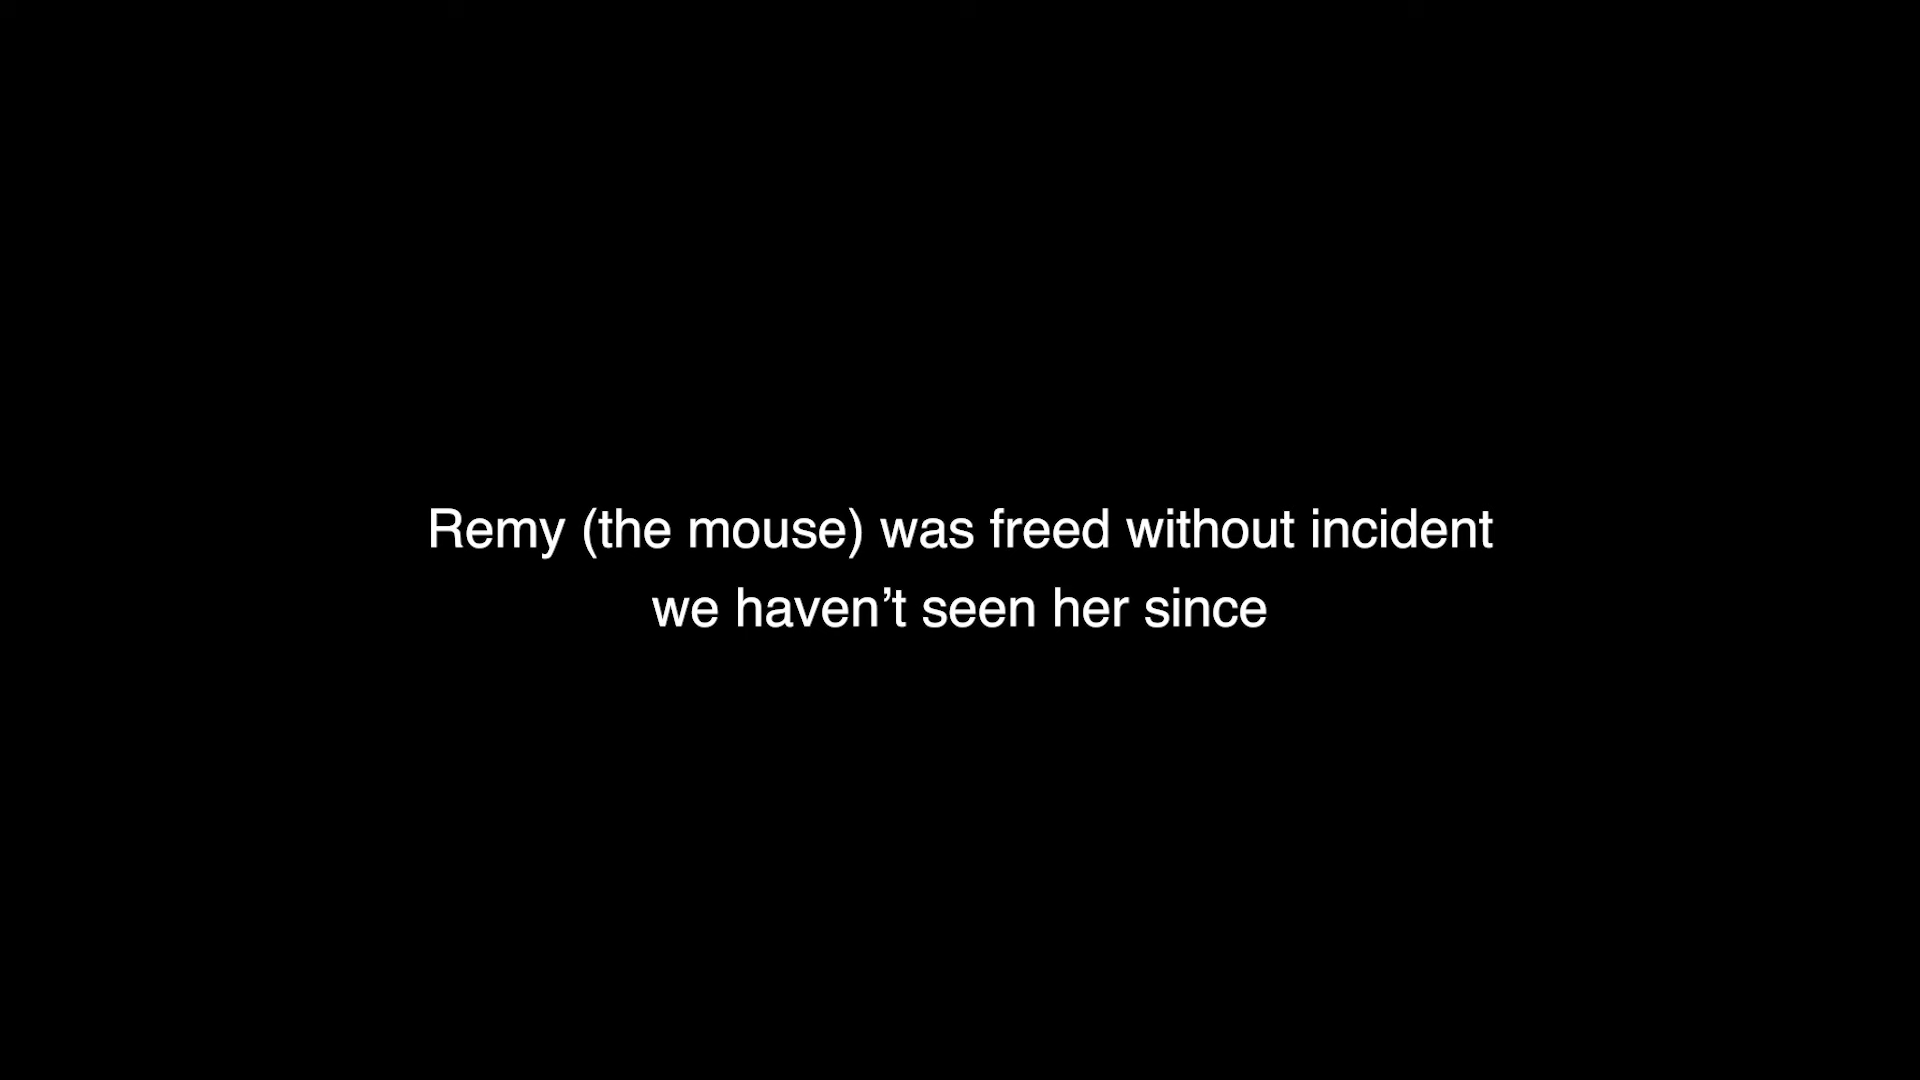 Remy (the mouse) was freed without incident
we haven’t seen her since